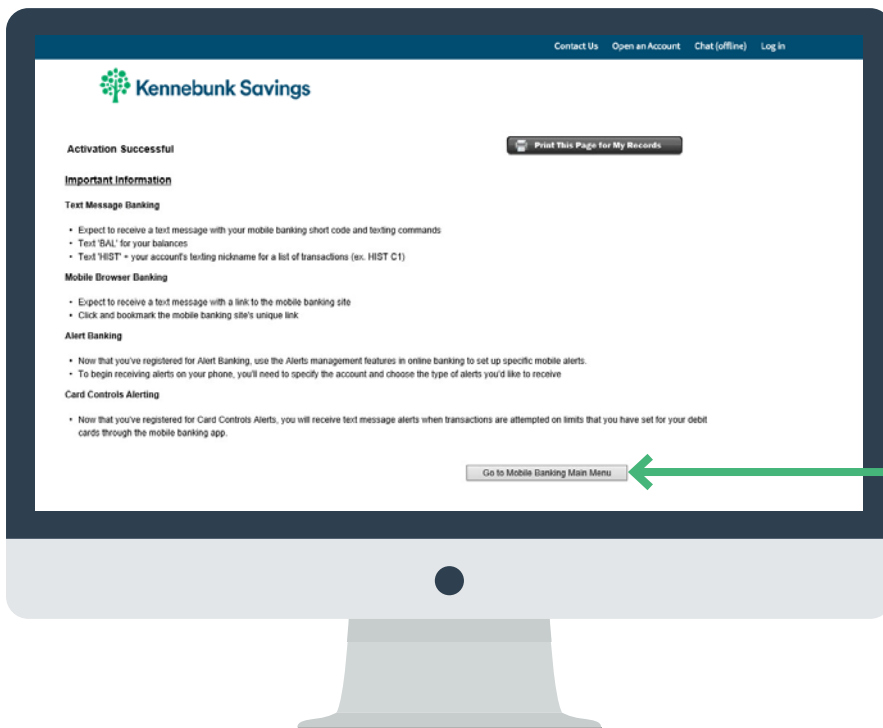 Contact Us Open an Account Chat (offline) Log in
Kennebunk Savings
Activation Successful
Print This Page for My Records
Important Information
Text Message Banking
• Expect to receive a text message with your mobile banking short code and texting commands
• Text 'BAL' for your balances
• Text 'HIST' + your account's texting nickname for a list of transactions (ex. HIST C1)
Mobile Browser Banking
• Expect to receive a text message with a link to the mobile banking site
• Click and bookmark the mobile banking site's unique link
Alert Banking
• Now that you've registered for Alert Banking, use the Alerts management features in online banking to set up specific mobile alerts.
• To begin receiving alerts on your phone, you'll need to specify the account and choose the type of alerts you'd like to receive
Card Controls Alerting
• Now that you've registered for Card Controls Alerts, you will receive text message alerts when transactions are attempted on limits that you have set for your debit
cards through the mobile banking app.
Go to Mobile Banking Main Menu